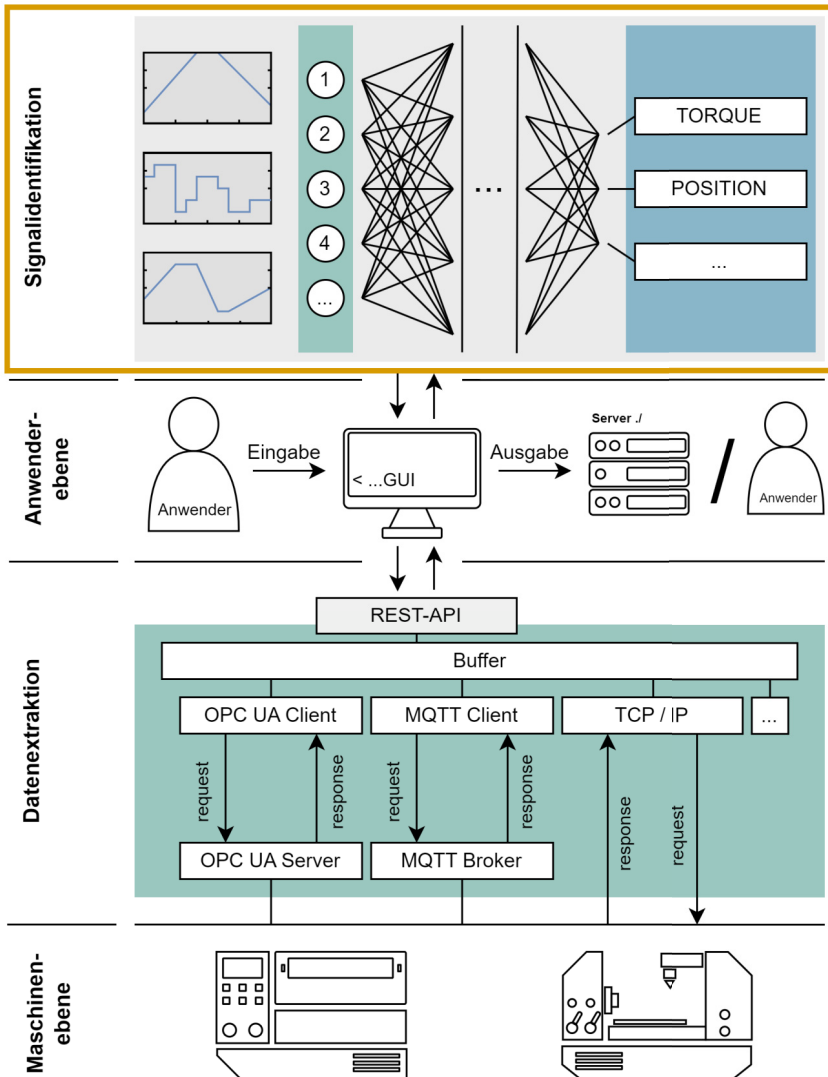 Signalidentifikation
1
2
3
4
...
...
TORQUE
POSITION
...
Anwender-
ebene
Anwender
Eingabe
< ...GUI
Ausgabe
Server ./
/
Anwender
Datenextraktion
REST-API
Buffer
OPC UA Client
MQTT Client
TCP / IP
...
request
response
request
response
response
request
OPC UA Server
MQTT Broker
Maschinen-
ebene